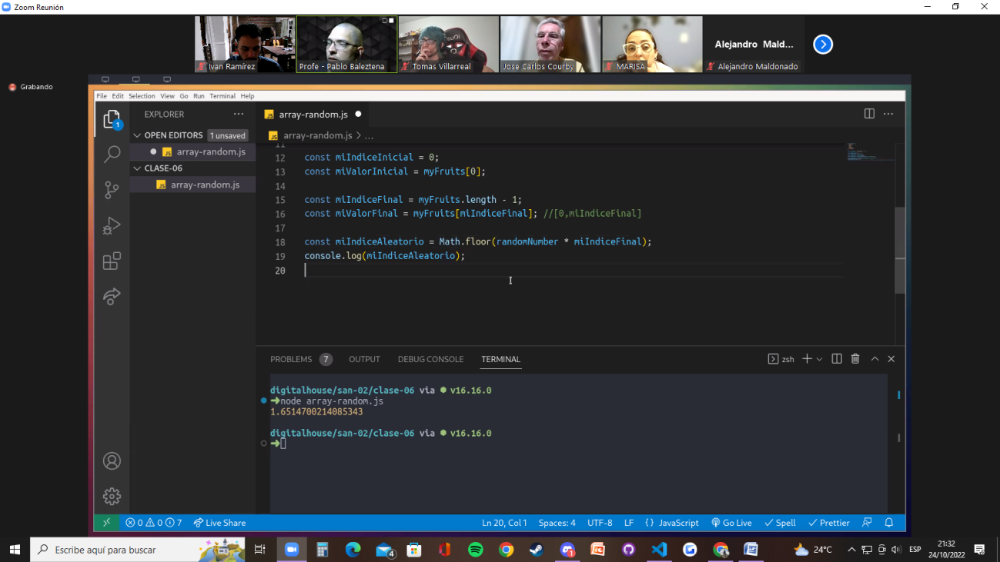 Zoom Reunión
Ivan Ramírez
Profe - Pablo Baleztena
Tomas Villarreal
Jose Carlos Courby
MARISA
Alejandro Mald...
Alejandro Maldonado
Grabando
File Edit Selection View Go Run Terminal Help
EXPLORER
OPEN EDITORS 1 unsaved
array-random.js
CLASE-06
array-random.js
1
array-random.js
array-random.js > ...
11
12 const miIndiceInicial = 0;
13 const miValorInicial = myFruits[0];
14
15 const miIndiceFinal = myFruits.length - 1;
16 const miValorFinal = myFruits[miIndiceFinal]; //[0,miIndiceFinal]
17
18 const miIndiceAleatorio = Math.floor(randomNumber * miIndiceFinal);
19 console.log(miIndiceAleatorio);
20
PROBLEMS 7 OUTPUT DEBUG CONSOLE TERMINAL zsh
digitalhouse/san-02/clase-06 via v16.16.0
node array-random.js
1.6514700214085343
digitalhouse/san-02/clase-06 via v16.16.0
0 0 7 Live Share Ln 20, Col 1 Spaces: 4 UTF-8 LF {} JavaScript Go Live Spell Prettier
Escribe aquí para buscar
4
1
24°C
ESP
21:32
24/10/2022